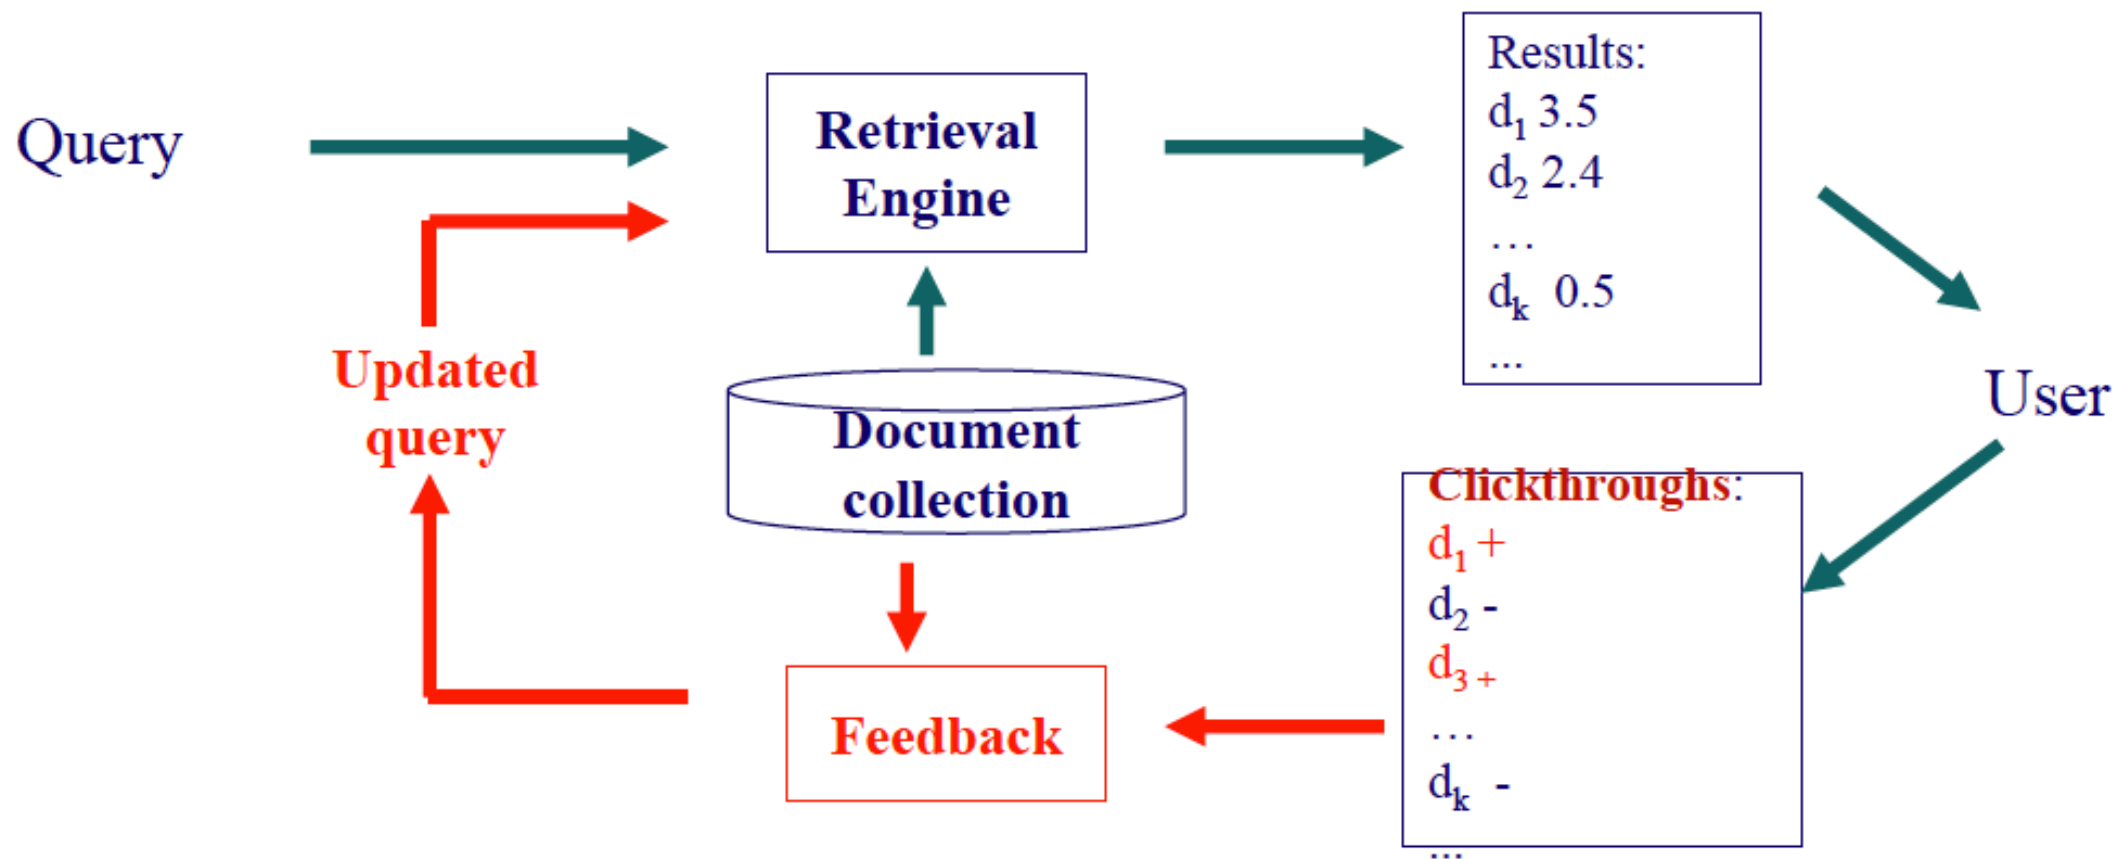 Query
Retrieval
Engine
Results:
d1 3.5
d2 2.4
…
dk 0.5
...
User
Updated
query
Document
collection
Clickthroughs:
d1 +
d2 -
d3 +
…
dk -
...
Feedback